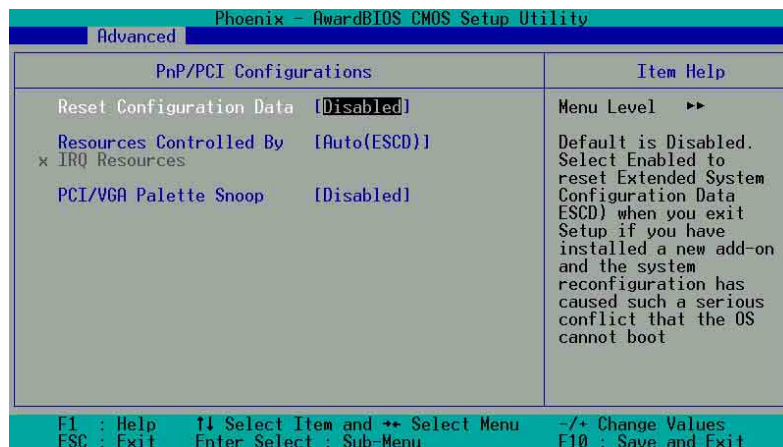 Phoenix - AwardBIOS CMOS Setup Utility
Advanced
PnP/PCI Configurations
Reset Configuration Data [Disabled]
Resources Controlled By [Auto(ESCD)]
x IRQ Resources
PCI/VGA Palette Snoop [Disabled]
Item Help
Menu Level ►►
Default is Disabled.
Select Enabled to
reset Extended System
Configuration Data
ESCD) when you exit
Setup if you have
installed a new add-on
and the system
reconfiguration has
caused such a serious
conflict that the OS
cannot boot
F1 : Help ↑↓ Select Item and →← Select Menu -/+ Change Values
ESC : Exit Enter Select : Sub-Menu F10 : Save and Exit